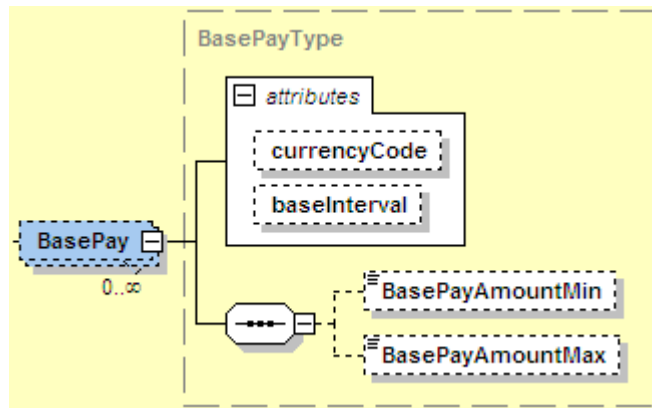 BasePayType
attributes
currencyCode
baseInterval
BasePay
0..∞
BasePayAmountMin
BasePayAmountMax